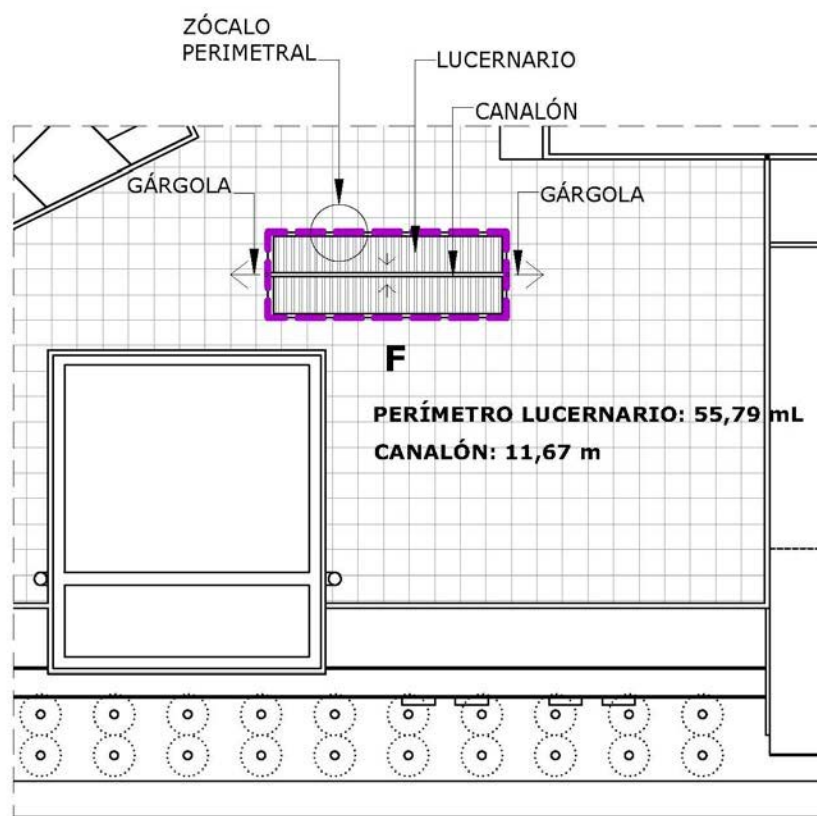 ZÓCALO
PERIMETRAL
LUCERNARIO
CANALÓN
GÁRGOLA
GÁRGOLA
F
PERÍMETRO LUCERNARIO: 55,79 mL
CANALÓN: 11,67 m